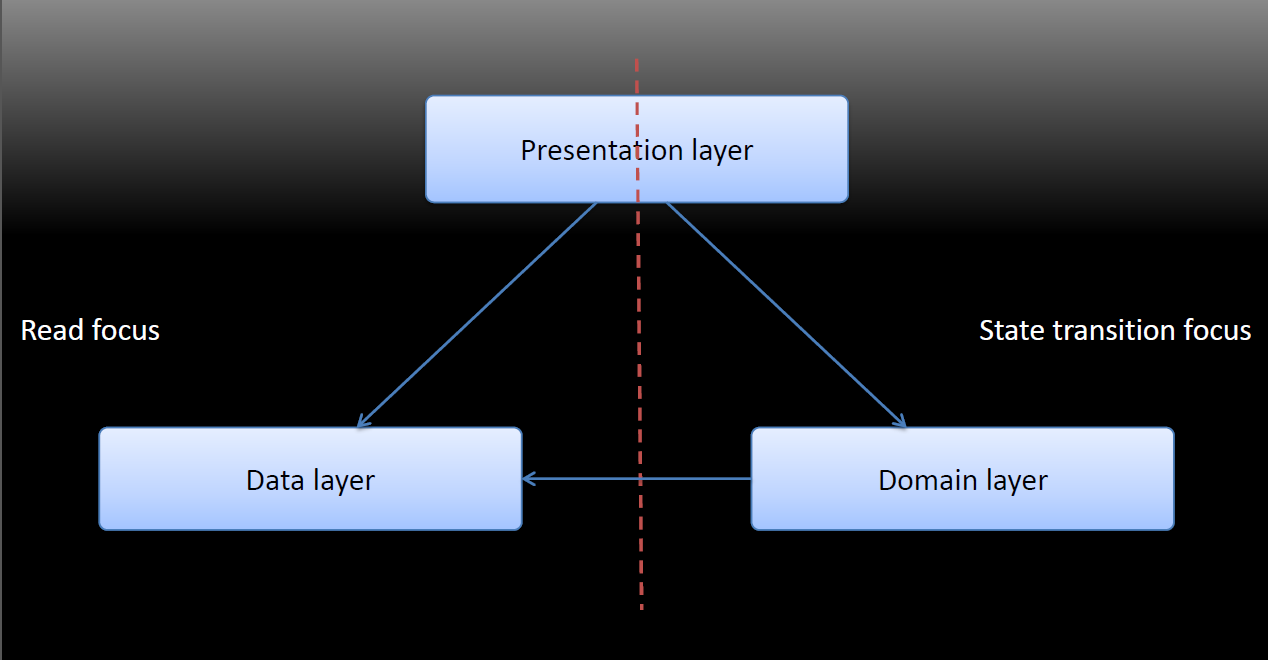 Presentation layer
Read focus
State transition focus
Data layer
Domain layer